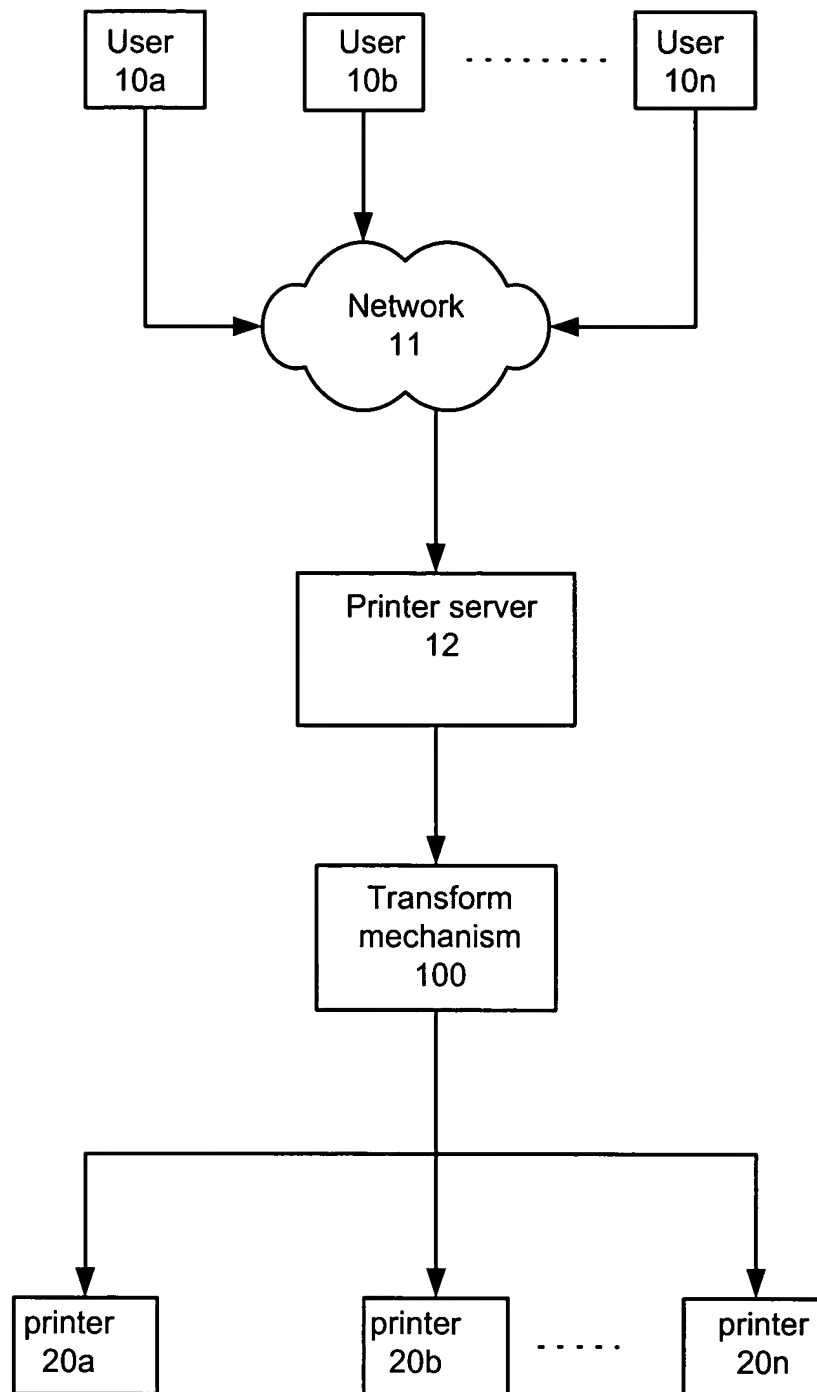 User
10a
User
10b
User
10n
Network
11
Printer server
12
Transform
mechanism
100
printer
20a
printer
20b
printer
20n